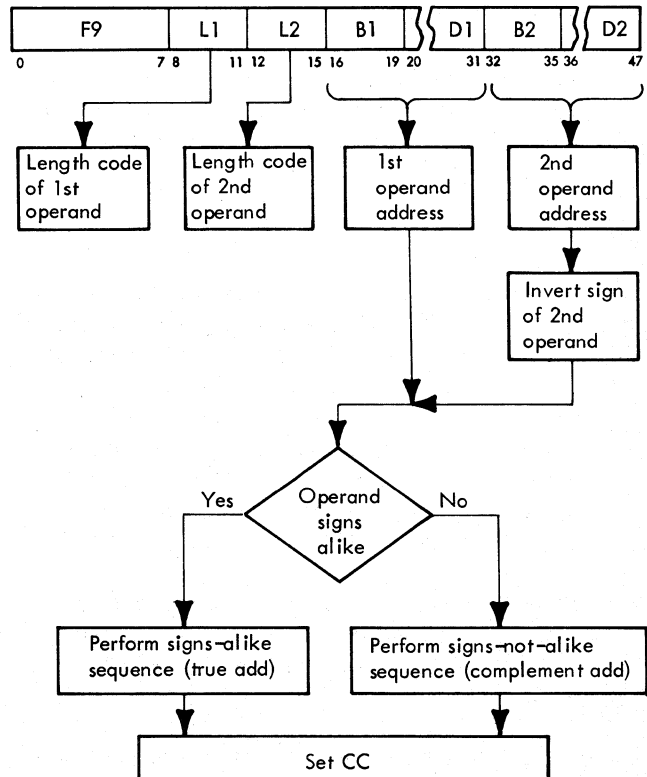 F9 L1 L2 B1 D1 B2 D2
0 7 8 11 12 15 16 19 20 31 32 35 36 47
Length code
of 1st
operand
Length code
of 2nd
operand
1st
operand
address
2nd
operand
address
Invert sign
of 2nd
operand
Operand
signs
alike
Yes
No
Perform signs-alike
sequence (true add)
Perform signs-not-alike
sequence (complement add)
Set CC